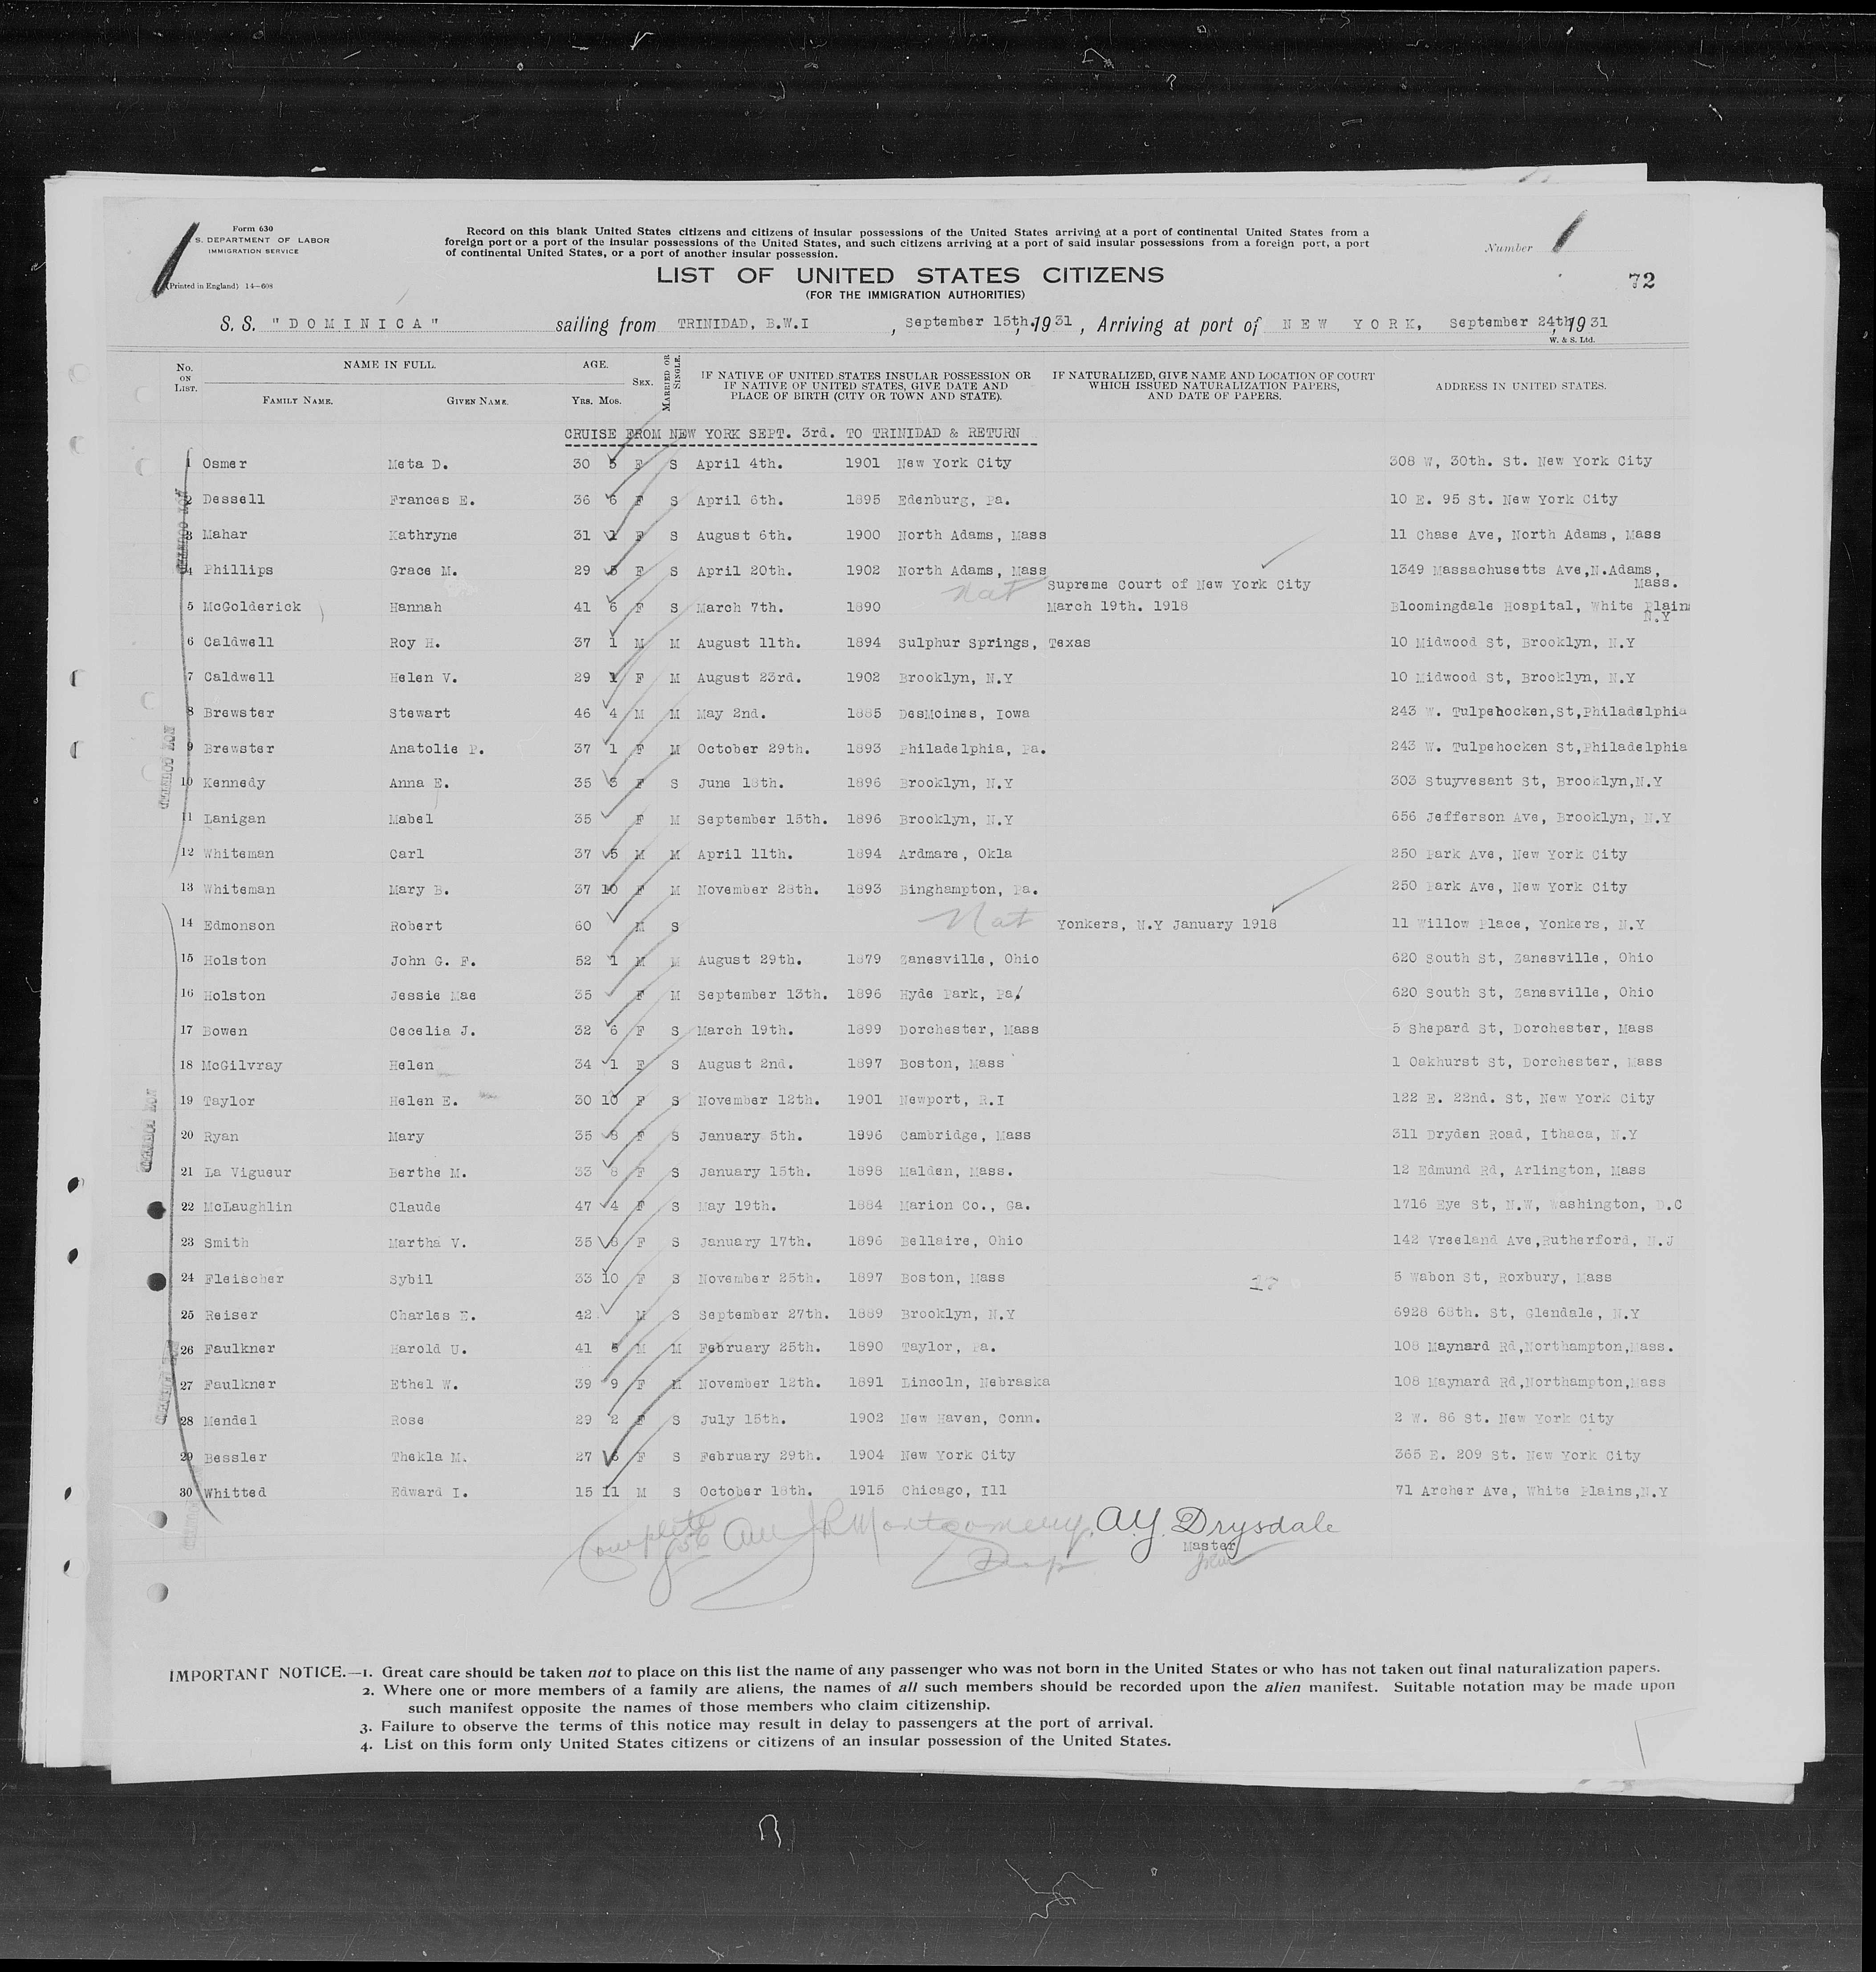 Form 630
S. DEPARTMENT OF LABOR
IMMIGRATION SERVICE
(Printed in England) 14—608
Record on this blank United States citizens and citizens of insular possessions of the United States arriving at a port of continental United States from a
foreign port or a port of the insular possessions of the United States, and such citizens arriving at a port of said insular possessions from a foreign port, a port
of continental United States, or a port of another insular possession.
Number 1
LIST OF UNITED STATES CITIZENS
(FOR THE IMMIGRATION AUTHORITIES)
72
S. S. "DOMINICA" sailing from TRINIDAD, B.W.I , September 15th. 1931 , Arriving at port of NEW YORK, September 24th 1931
W. & S. Ltd.
No. ON LIST. NAME IN FULL. FAMILY NAME. GIVEN NAME. AGE. YRS. MOS. SEX. MARRIED OR SINGLE. IF NATIVE OF UNITED STATES INSULAR POSSESSION OR IF NATIVE OF UNITED STATES, GIVE DATE AND PLACE OF BIRTH (CITY OR TOWN AND STATE). IF NATURALIZED, GIVE NAME AND LOCATION OF COURT WHICH ISSUED NATURALIZATION PAPERS, AND DATE OF PAPERS. ADDRESS IN UNITED STATES.
CRUISE FROM NEW YORK SEPT. 3rd. TO TRINIDAD & RETURN
1 Osmer Meta D. 30 5 F S April 4th. 1901 New York City 308 W, 30th. St. New York City
2 Dessell Frances E. 36 6 F S April 6th. 1895 Edenburg, Pa. 10 E. 95 St. New York City
3 Mahar Kathryne 31 1 F S August 6th. 1900 North Adams, Mass 11 Chase Ave, North Adams, Mass
4 Phillips Grace M. 29 5 F S April 20th. 1902 North Adams, Mass 1349 Massachusetts Ave,N.Adams, Mass.
5 McGolderick Hannah 41 6 F S March 7th. 1890 Nat Supreme Court of New York City March 19th. 1918 Bloomingdale Hospital, White Plain N.Y
6 Caldwell Roy H. 37 1 M M August 11th. 1894 Sulphur Springs, Texas 10 Midwood St, Brooklyn, N.Y
7 Caldwell Helen V. 29 1 F M August 23rd. 1902 Brooklyn, N.Y 10 Midwood St, Brooklyn, N.Y
8 Brewster Stewart 46 4 M M May 2nd. 1885 DesMoines, Iowa 243 W. Tulpehocken,St,Philadelphia
9 Brewster Anatolie P. 37 1 F M October 29th. 1893 Philadelphia, Pa. 243 W. Tulpehocken St,Philadelphia
10 Kennedy Anna E. 35 3 F S June 18th. 1896 Brooklyn, N.Y 303 Stuyvesant St, Brooklyn,N.Y
11 Lanigan Mabel 35 F M September 15th. 1896 Brooklyn, N.Y 656 Jefferson Ave, Brooklyn, N.Y
12 Whiteman Carl 37 5 M M April 11th. 1894 Ardmare, Okla 250 Park Ave, New York City
13 Whiteman Mary B. 37 10 F M November 28th. 1893 Binghampton, Pa. 250 Park Ave, New York City
14 Edmonson Robert 60 M S Nat Yonkers, N.Y January 1918 11 Willow Place, Yonkers, N.Y
15 Holston John G. F. 52 1 M M August 29th. 1879 Zanesville, Ohio 620 South St, Zanesville, Ohio
16 Holston Jessie Mae 35 F M September 13th. 1896 Hyde Park, Pa. 620 South St, Zanesville, Ohio
17 Bowen Cecelia J. 32 6 F S March 19th. 1899 Dorchester, Mass 5 Shepard St, Dorchester, Mass
18 McGilvray Helen 34 1 F S August 2nd. 1897 Boston, Mass 1 Oakhurst St, Dorchester, Mass
19 Taylor Helen E. 30 10 F S November 12th. 1901 Newport, R.I 122 E. 22nd. St, New York City
20 Ryan Mary 35 8 F S January 5th. 1996 Cambridge, Mass 311 Dryden Road, Ithaca, N.Y
21 La Vigueur Berthe M. 33 8 F S January 15th. 1898 Malden, Mass. 12 Edmund Rd, Arlington, Mass
22 McLaughlin Claude 47 4 F S May 19th. 1884 Marion Co., Ga. 1716 Eye St, N.W, Washington, D.C
23 Smith Martha V. 35 8 F S January 17th. 1896 Bellaire, Ohio 142 Vreeland Ave,Rutherford, N.J
24 Fleischer Sybil 33 10 F S November 25th. 1897 Boston, Mass 5 Wabon St, Roxbury, Mass
25 Reiser Charles E. 42 M S September 27th. 1889 Brooklyn, N.Y 6928 68th. St, Glendale, N.Y
26 Faulkner Harold U. 41 6 M M February 25th. 1890 Taylor, Pa. 108 Maynard Rd,Northampton,Mass.
27 Faulkner Ethel W. 39 9 F M November 12th. 1891 Lincoln, Nebraska 108 Maynard Rd,Northampton,Mass
28 Mendel Rose 29 2 F S July 15th. 1902 New Haven, Conn. 2 W. 86 St. New York City
29 Bessler Thekla M. 27 6 F S February 29th. 1904 New York City 365 E. 209 St. New York City
30 Whitted Edward I. 15 11 M S October 18th. 1915 Chicago, Ill 71 Archer Ave, White Plains,N.Y
Complete Montgomery A.Y. Drysdale
Master
IMPORTANT NOTICE.—1. Great care should be taken not to place on this list the name of any passenger who was not born in the United States or who has not taken out final naturalization papers.
2. Where one or more members of a family are aliens, the names of all such members should be recorded upon the alien manifest. Suitable notation may be made upon
such manifest opposite the names of those members who claim citizenship.
3. Failure to observe the terms of this notice may result in delay to passengers at the port of arrival.
4. List on this form only United States citizens or citizens of an insular possession of the United States.